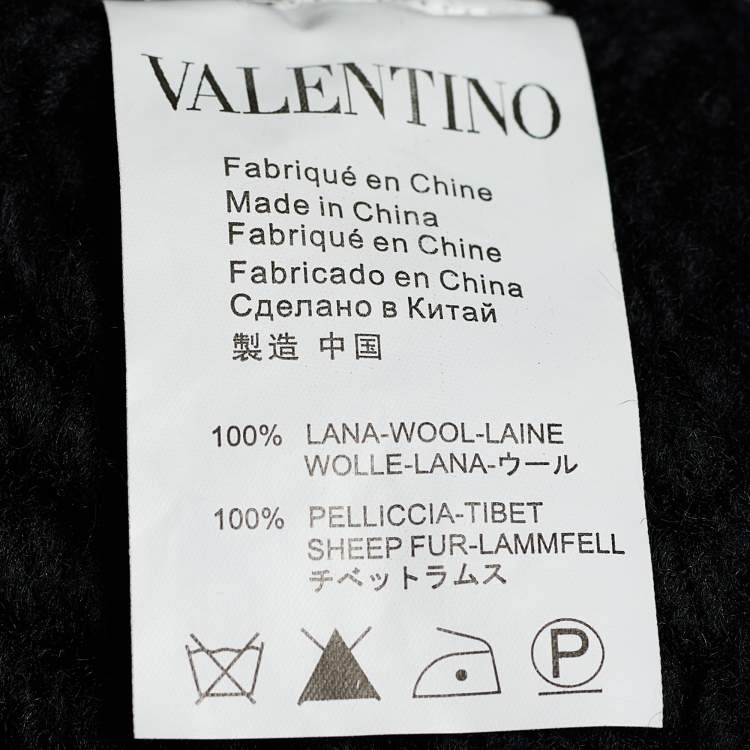 VALENTINO
Fabriqué en Chine
Made in China
Fabriqué en Chine
Fabricado en China
Сделано в Китай
製造 中国
100% LANA-WOOL-LAINE
WOLLE-LANA-ウール
100% PELLICCIA-TIBET
SHEEP FUR-LAMMFELL
チベットラムス
P